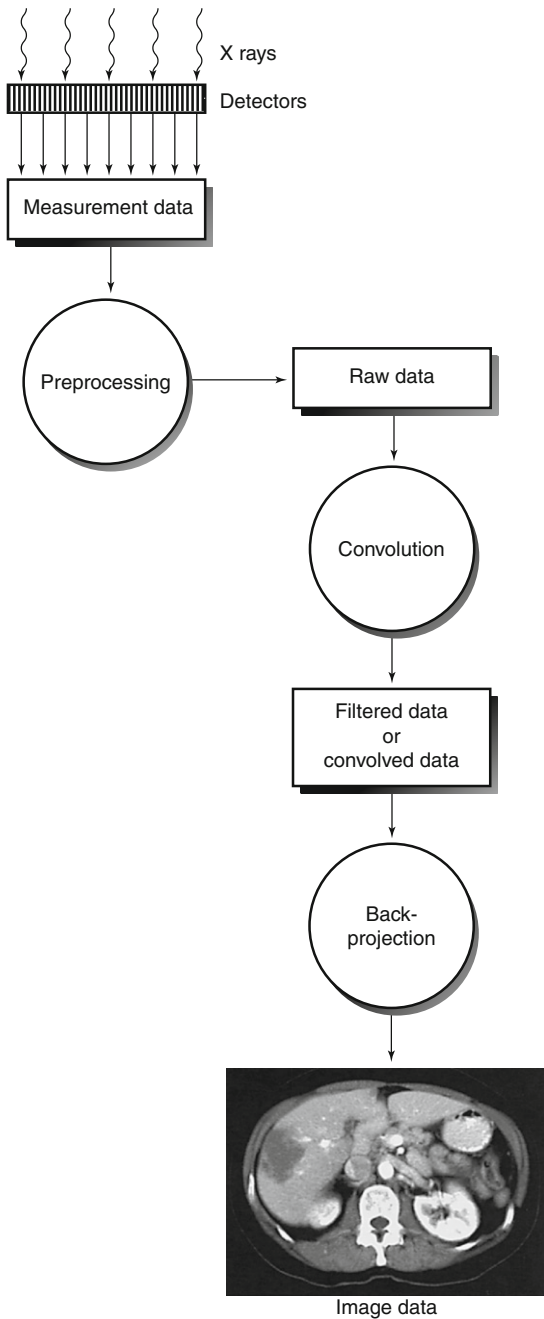 X rays
Detectors
Measurement data
Preprocessing
Raw data
Convolution
Filtered data
or
convolved data
Back-
projection
Image data